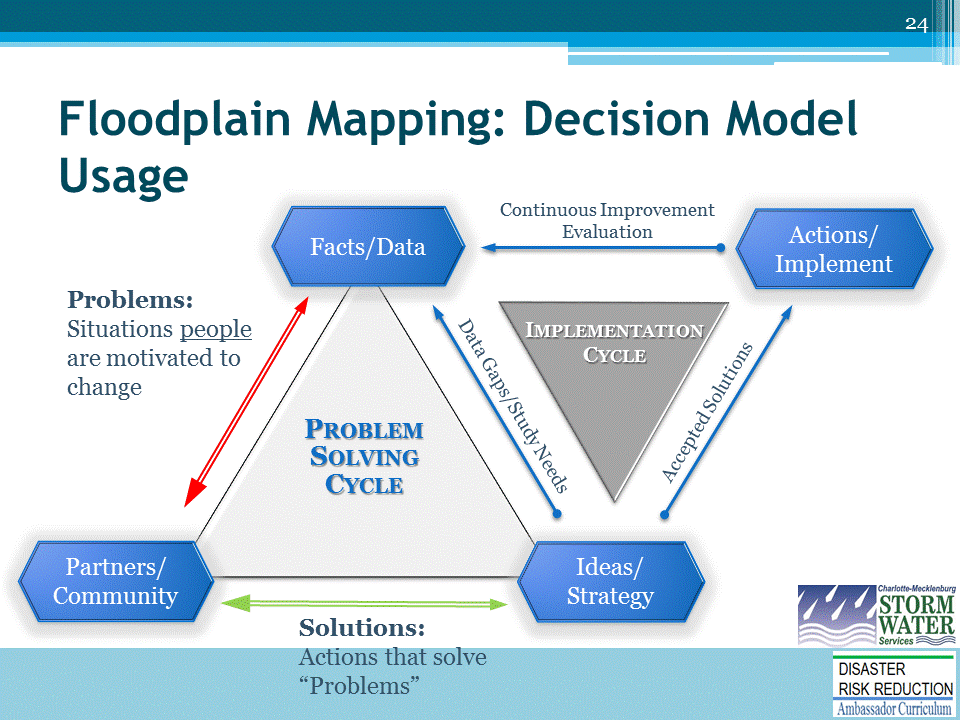 24
Floodplain Mapping: Decision Model
Usage
Continuous Improvement
Evaluation
Facts/Data
Actions/
Implement
Problems:
Situations people
are motivated to
change
IMPLEMENTATION
CYCLE
Data Gaps/Study Needs
Accepted Solutions
PROBLEM
SOLVING
CYCLE
Partners/
Community
Ideas/
Strategy
Solutions:
Actions that solve
“Problems”
Charlotte-Mecklenburg
STORM
WATER
Services
DISASTER
RISK REDUCTION
Ambassador Curriculum